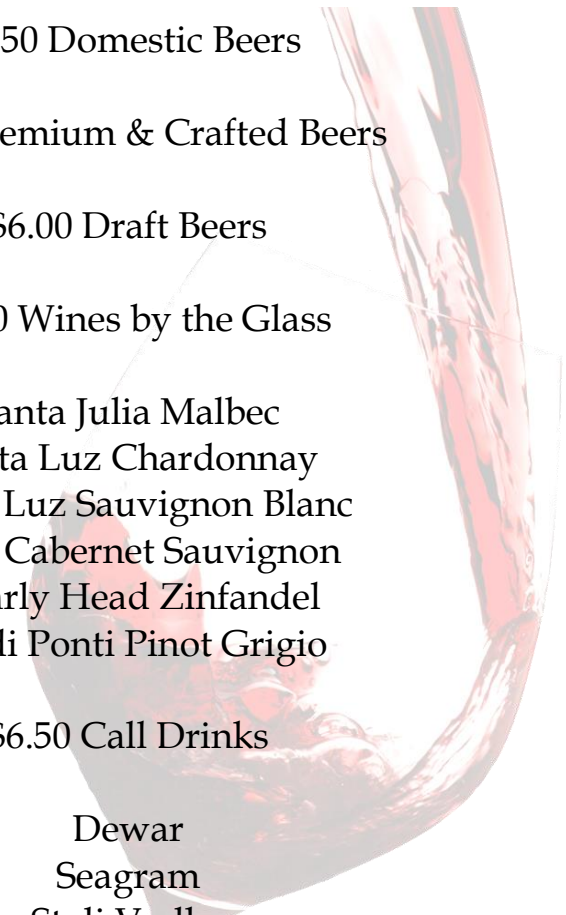 50 Domestic Beers
emium & Crafted Beers
$6.00 Draft Beers
0 Wines by the Glass
anta Julia Malbec
ta Luz Chardonnay
Luz Sauvignon Blanc
Cabernet Sauvignon
rly Head Zinfandel
li Ponti Pinot Grigio
$6.50 Call Drinks
Dewar
Seagram